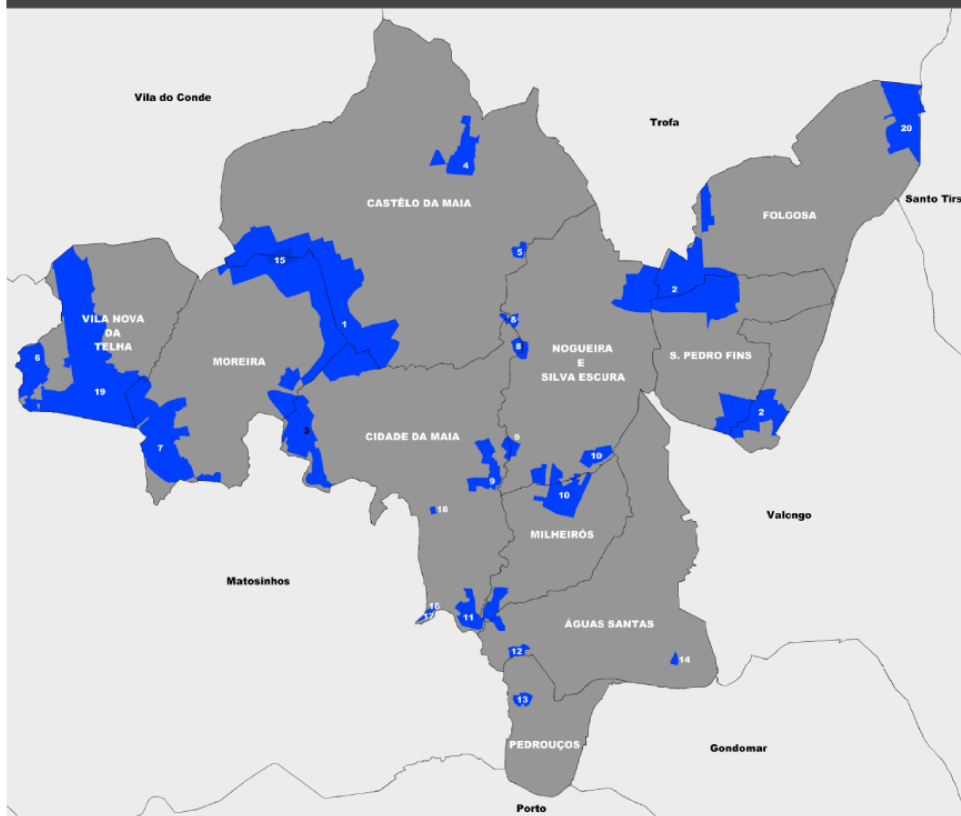 Vila do Conde
Trofa
20
4
Santo Tirs
CASTÊLO DA MAIA
FOLGOSA
5
15
2
VILA NOVA
DA
TELHA
8
1
6
MOREIRA
8
NOGUEIRA
E
SILVA ESCURA
S. PEDRO FINS
19
2
3
CIDADE DA MAIA
9
7
10
9
10
18
Valongo
MILHEIRÓS
Matosinhos
16
17
11
ÁGUAS SANTAS
12
14
13
PEDROUÇOS
Gondomar
Porto